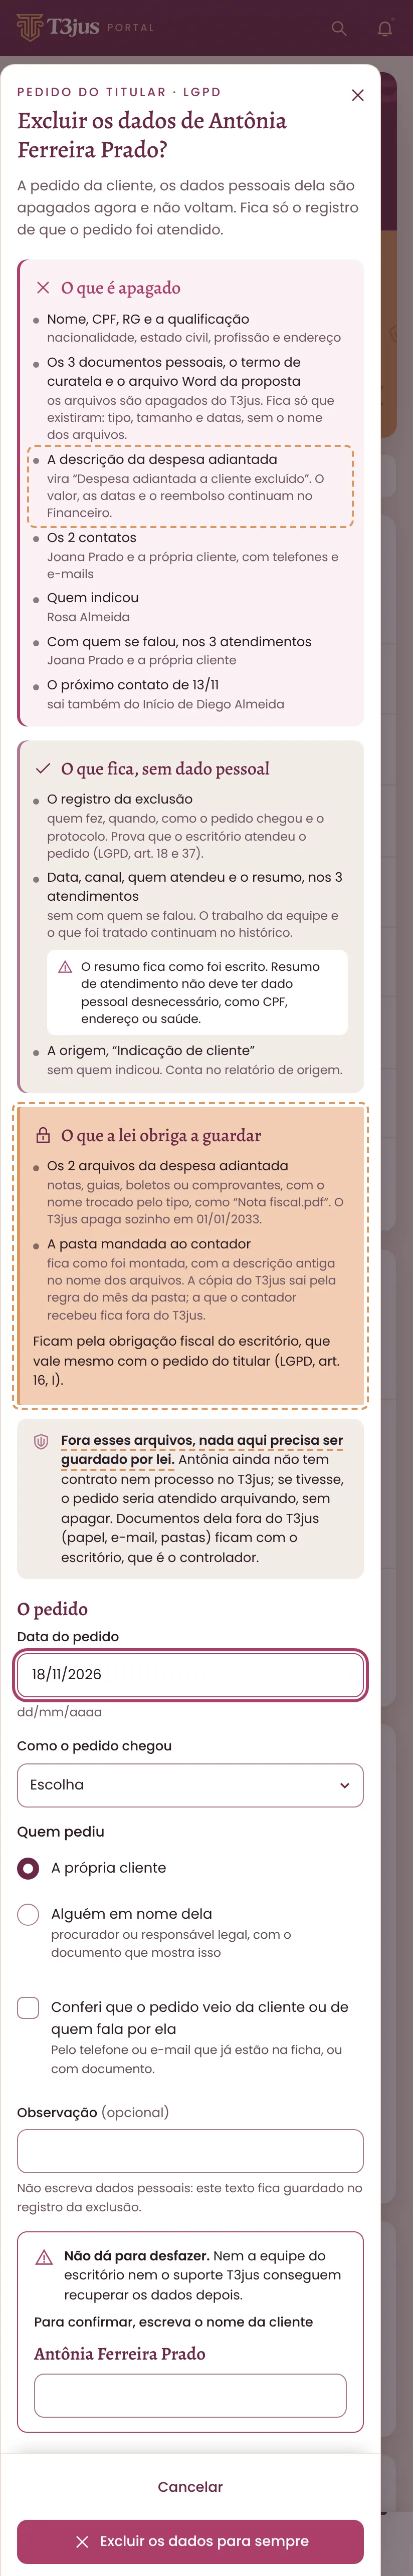 T3jus PORTAL
PEDIDO DO TITULAR · LGPD
Excluir os dados de Antônia
Ferreira Prado?
A pedido da cliente, os dados pessoais dela são
apagados agora e não voltam. Fica só o registro
de que o pedido foi atendido.
O que é apagado
Nome, CPF, RG e a qualificação
nacionalidade, estado civil, profissão e endereço
Os 3 documentos pessoais, o termo de
curatela e o arquivo Word da proposta
os arquivos são apagados do T3jus. Fica só que
existiram: tipo, tamanho e datas, sem o nome
dos arquivos.
A descrição da despesa adiantada
vira “Despesa adiantada a cliente excluído”. O
valor, as datas e o reembolso continuam no
Financeiro.
Os 2 contatos
Joana Prado e a própria cliente, com telefones e
e-mails
Quem indicou
Rosa Almeida
Com quem se falou, nos 3 atendimentos
Joana Prado e a própria cliente
O próximo contato de 13/11
sai também do Início de Diego Almeida
O que fica, sem dado pessoal
O registro da exclusão
quem fez, quando, como o pedido chegou e o
protocolo. Prova que o escritório atendeu o
pedido (LGPD, art. 18 e 37).
Data, canal, quem atendeu e o resumo, nos 3
atendimentos
sem com quem se falou. O trabalho da equipe e
o que foi tratado continuam no histórico.
O resumo fica como foi escrito. Resumo
de atendimento não deve ter dado
pessoal desnecessário, como CPF,
endereço ou saúde.
A origem, “Indicação de cliente”
sem quem indicou. Conta no relatório de origem.
O que a lei obriga a guardar
Os 2 arquivos da despesa adiantada
notas, guias, boletos ou comprovantes, com o
nome trocado pelo tipo, como “Nota fiscal.pdf”. O
T3jus apaga sozinho em 01/01/2033.
A pasta mandada ao contador
fica como foi montada, com a descrição antiga
no nome dos arquivos. A cópia do T3jus sai pela
regra do mês da pasta; a que o contador
recebeu fica fora do T3jus.
Ficam pela obrigação fiscal do escritório, que
vale mesmo com o pedido do titular (LGPD, art.
16, I).
Fora esses arquivos, nada aqui precisa ser
guardado por lei. Antônia ainda não tem
contrato nem processo no T3jus; se tivesse,
o pedido seria atendido arquivando, sem
apagar. Documentos dela fora do T3jus
(papel, e-mail, pastas) ficam com o
escritório, que é o controlador.
O pedido
Data do pedido
18/11/2026
dd/mm/aaaa
Como o pedido chegou
Escolha
Quem pediu
A própria cliente
Alguém em nome dela
procurador ou responsável legal, com o
documento que mostra isso
Conferi que o pedido veio da cliente ou de
quem fala por ela
Pelo telefone ou e-mail que já estão na ficha, ou
com documento.
Observação (opcional)
Não escreva dados pessoais: este texto fica guardado no
registro da exclusão.
Não dá para desfazer. Nem a equipe do
escritório nem o suporte T3jus conseguem
recuperar os dados depois.
Para confirmar, escreva o nome da cliente
Antônia Ferreira Prado
Cancelar
Excluir os dados para sempre